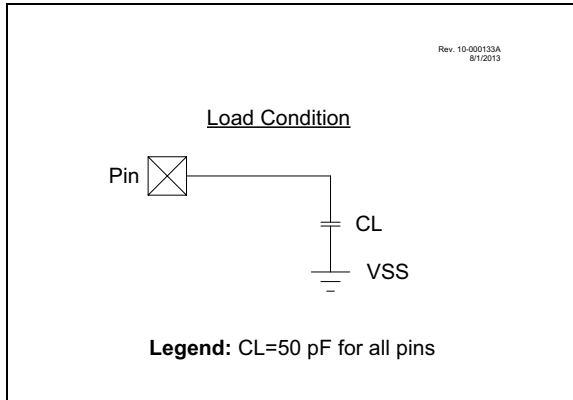 Rev. 10-000133A
8/1/2013
Load Condition
Pin
CL
VSS
Legend: CL=50 pF for all pins